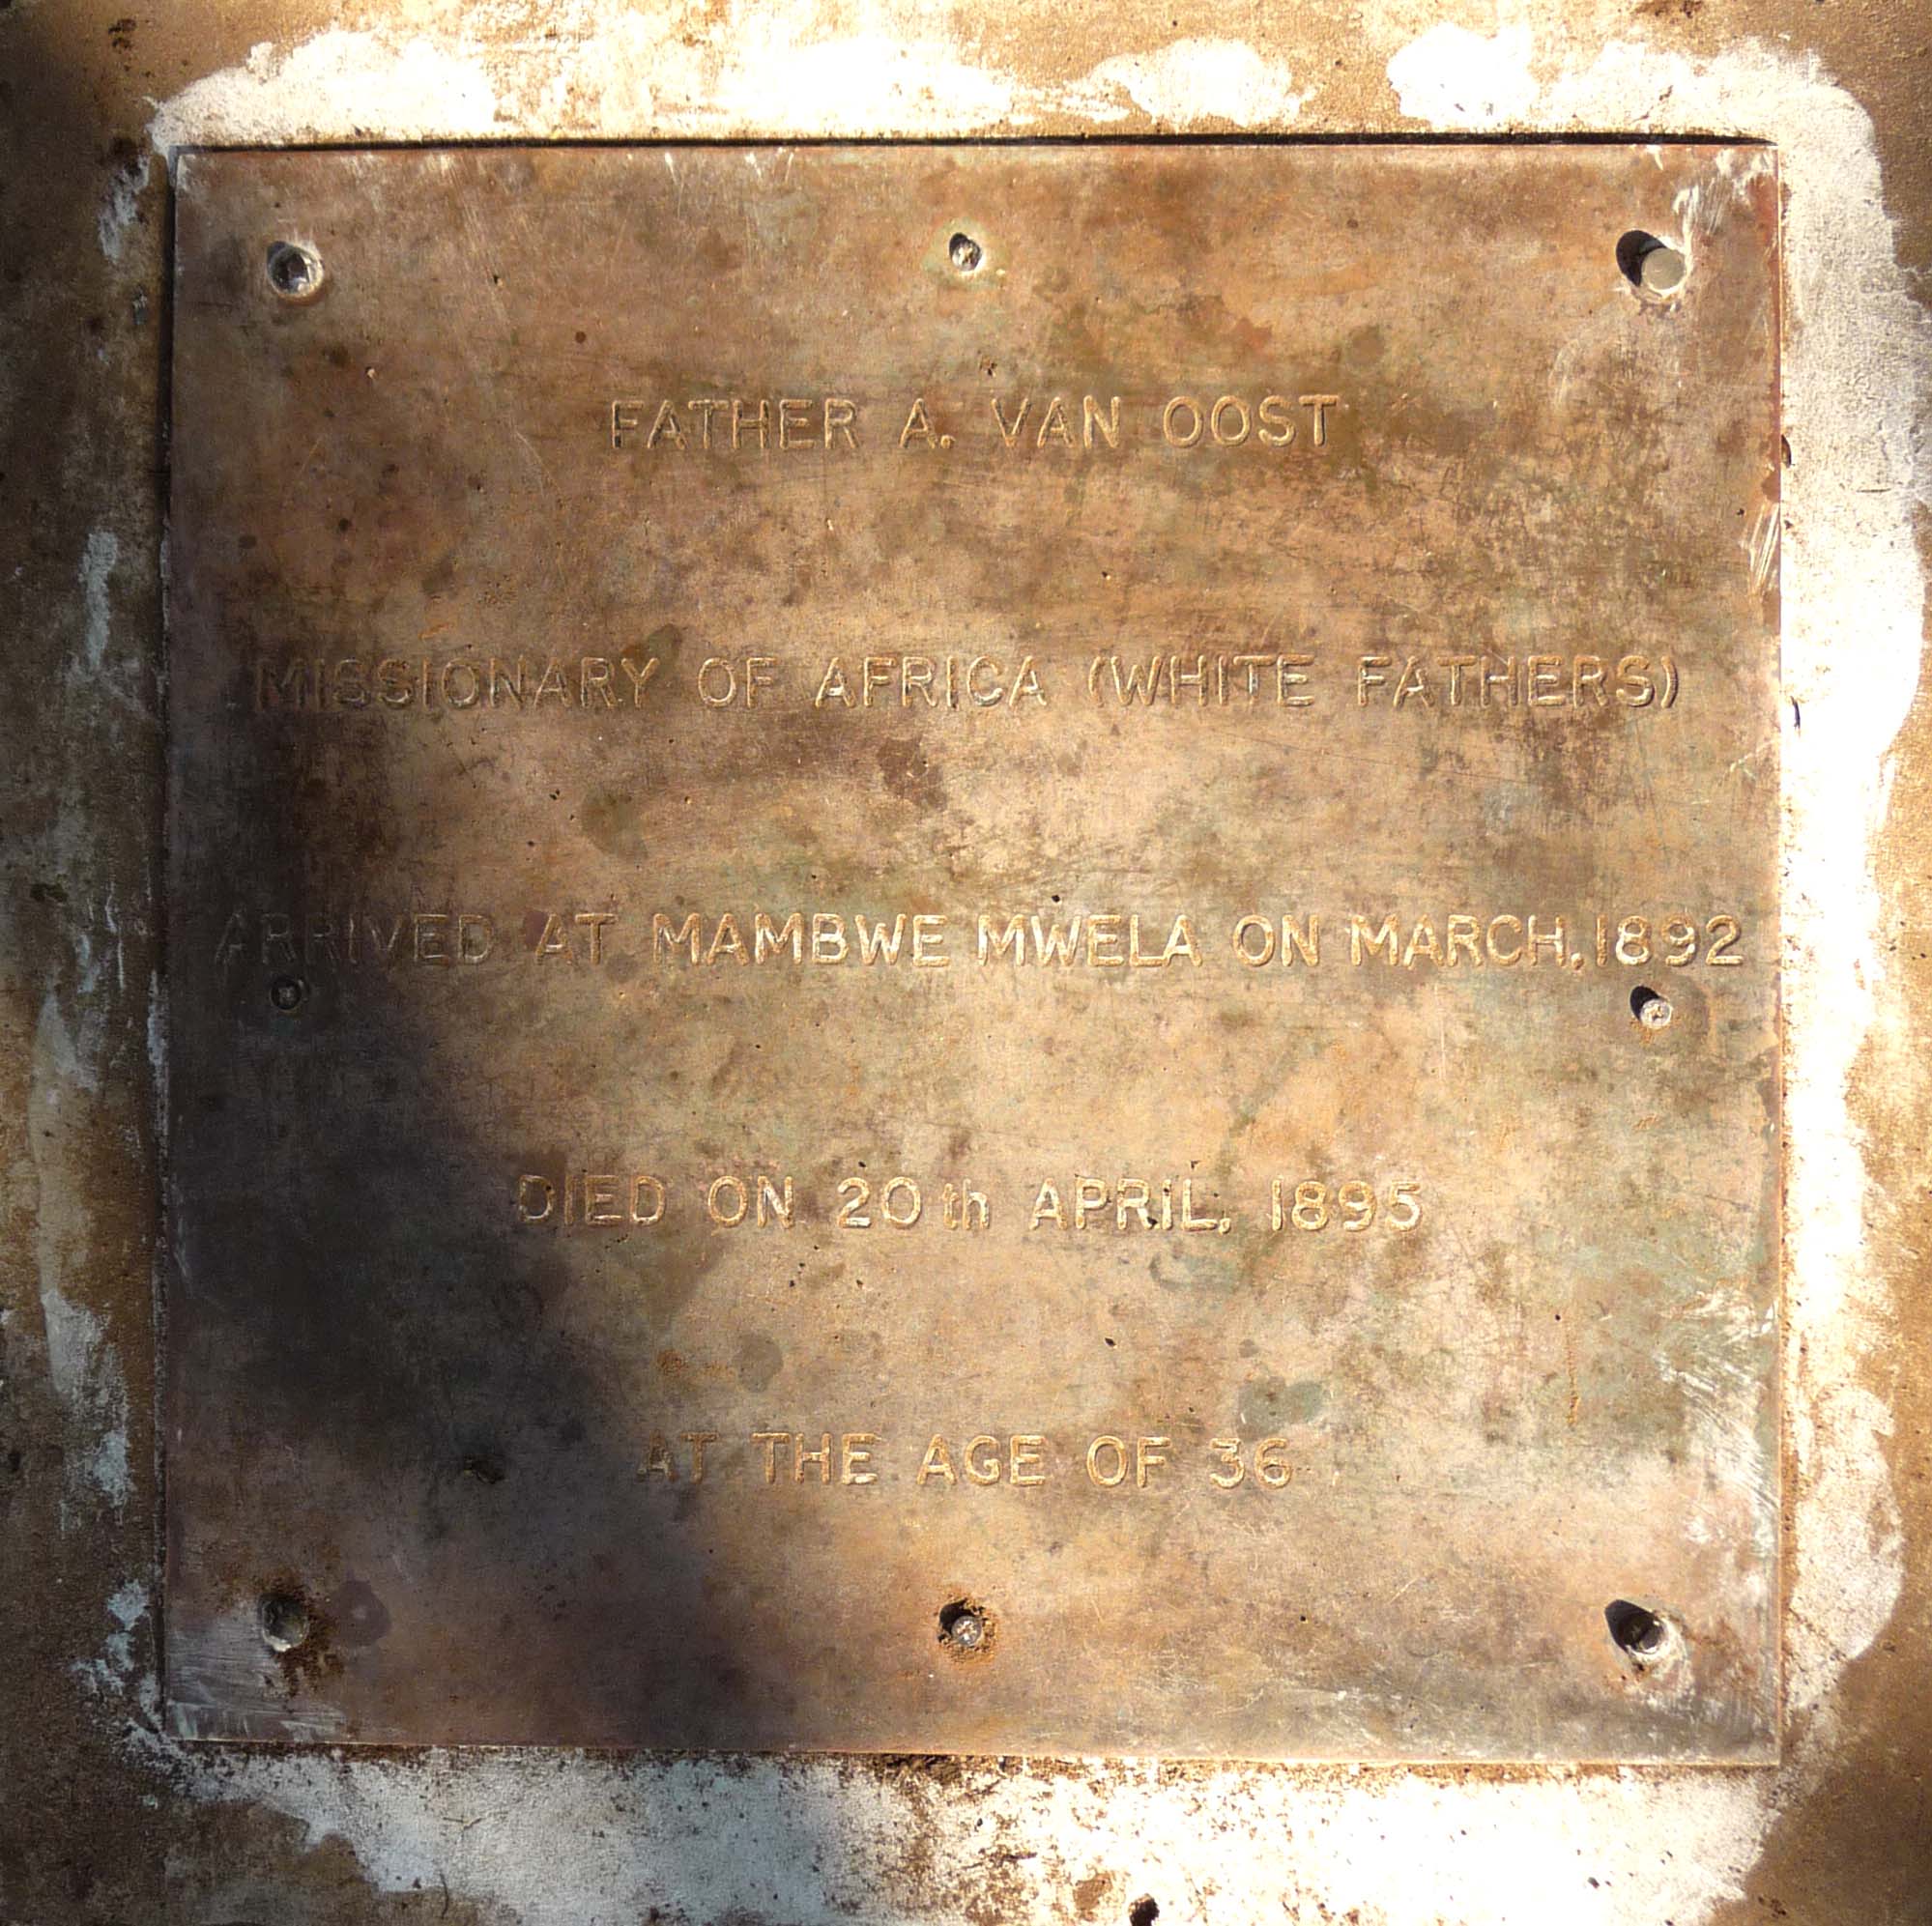 FATHER A. VAN OOST
MISSIONARY OF AFRICA (WHITE FATHERS)
ARRIVED AT MAMBWE MWELA ON MARCH, 1892
DIED ON 20th APRIL, 1895
AT THE AGE OF 36